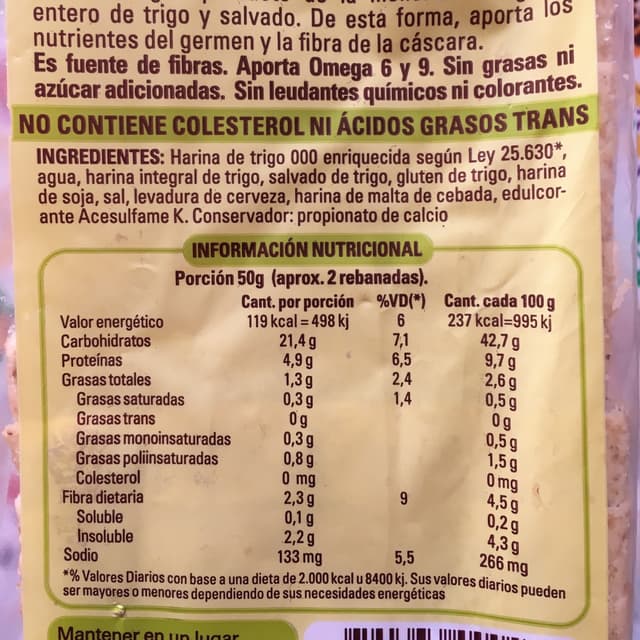 entero de trigo y salvado. De esta forma, aporta los
nutrientes del germen y la fibra de la cáscara.
Es fuente de fibras. Aporta Omega 6 y 9. Sin grasas ni
azúcar adicionadas. Sin leudantes químicos ni colorantes.
NO CONTIENE COLESTEROL NI ÁCIDOS GRASOS TRANS
INGREDIENTES: Harina de trigo 000 enriquecida según Ley 25.630*,
agua, harina integral de trigo, salvado de trigo, gluten de trigo, harina
de soja, sal, levadura de cerveza, harina de malta de cebada, edulcor-
ante Acesulfame K. Conservador: propionato de calcio
INFORMACIÓN NUTRICIONAL
Porción 50g (aprox. 2 rebanadas).
Cant. por porción %VD(*) Cant. cada 100 g
Valor energético 119 kcal = 498 kj 6 237 kcal=995 kj
Carbohidratos 21,4 g 7,1 42,7 g
Proteínas 4,9 g 6,5 9,7 g
Grasas totales 1,3 g 2,4 2,6 g
Grasas saturadas 0,3 g 1,4 0,5 g
Grasas trans 0 g 0 g
Grasas monoinsaturadas 0,3 g 0,5 g
Grasas poliinsaturadas 0,8 g 1,5 g
Colesterol 0 mg 0 mg
Fibra dietaria 2,3 g 9 4,5 g
Soluble 0,1 g 0,2 g
Insoluble 2,2 g 4,3 g
Sodio 133 mg 5,5 266 mg
*% Valores Diarios con base a una dieta de 2.000 kcal u 8400 kj. Sus valores diarios pueden
ser mayores o menores dependiendo de sus necesidades energéticas
Mantener en un lugar